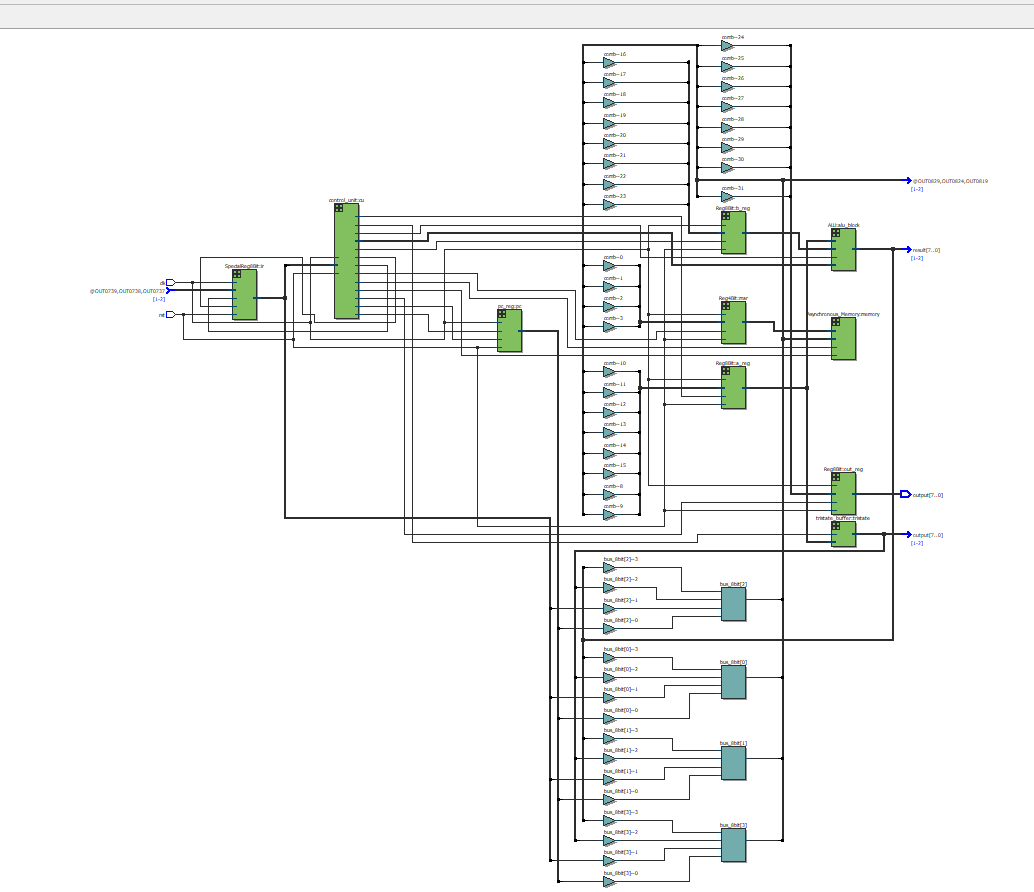 comb~24
comb~25
comb~26
comb~27
comb~28
comb~29
comb~30
comb~31
comb~16
comb~17
comb~18
comb~19
comb~20
comb~21
comb~22
comb~23
@OUT0829,OUT0824,OUT0819
[1-2]
control_unit:cu
Reg8Bit:b_reg
ALU:alu_block
result[7..0]
[1-2]
SpecialReg8Bit:ir
clk
@OUT0739,OUT0738,OUT0737
[1-2]
rst
comb~0
comb~1
comb~2
comb~3
pc_reg:pc
Reg4Bit:mar
Asynchronous_Memory:memory
comb~10
comb~11
comb~12
comb~13
comb~14
comb~15
comb~8
comb~9
Reg8Bit:a_reg
Reg8Bit:out_reg
output[7..0]
tristate_buffer:tristate
output[7..0]
[1-2]
bus_8bit[2]~3
bus_8bit[2]~2
bus_8bit[2]~1
bus_8bit[2]~0
bus_8bit[2]
bus_8bit[0]~3
bus_8bit[0]~2
bus_8bit[0]~1
bus_8bit[0]~0
bus_8bit[0]
bus_8bit[1]~3
bus_8bit[1]~2
bus_8bit[1]~1
bus_8bit[1]~0
bus_8bit[1]
bus_8bit[3]~3
bus_8bit[3]~2
bus_8bit[3]~1
bus_8bit[3]~0
bus_8bit[3]